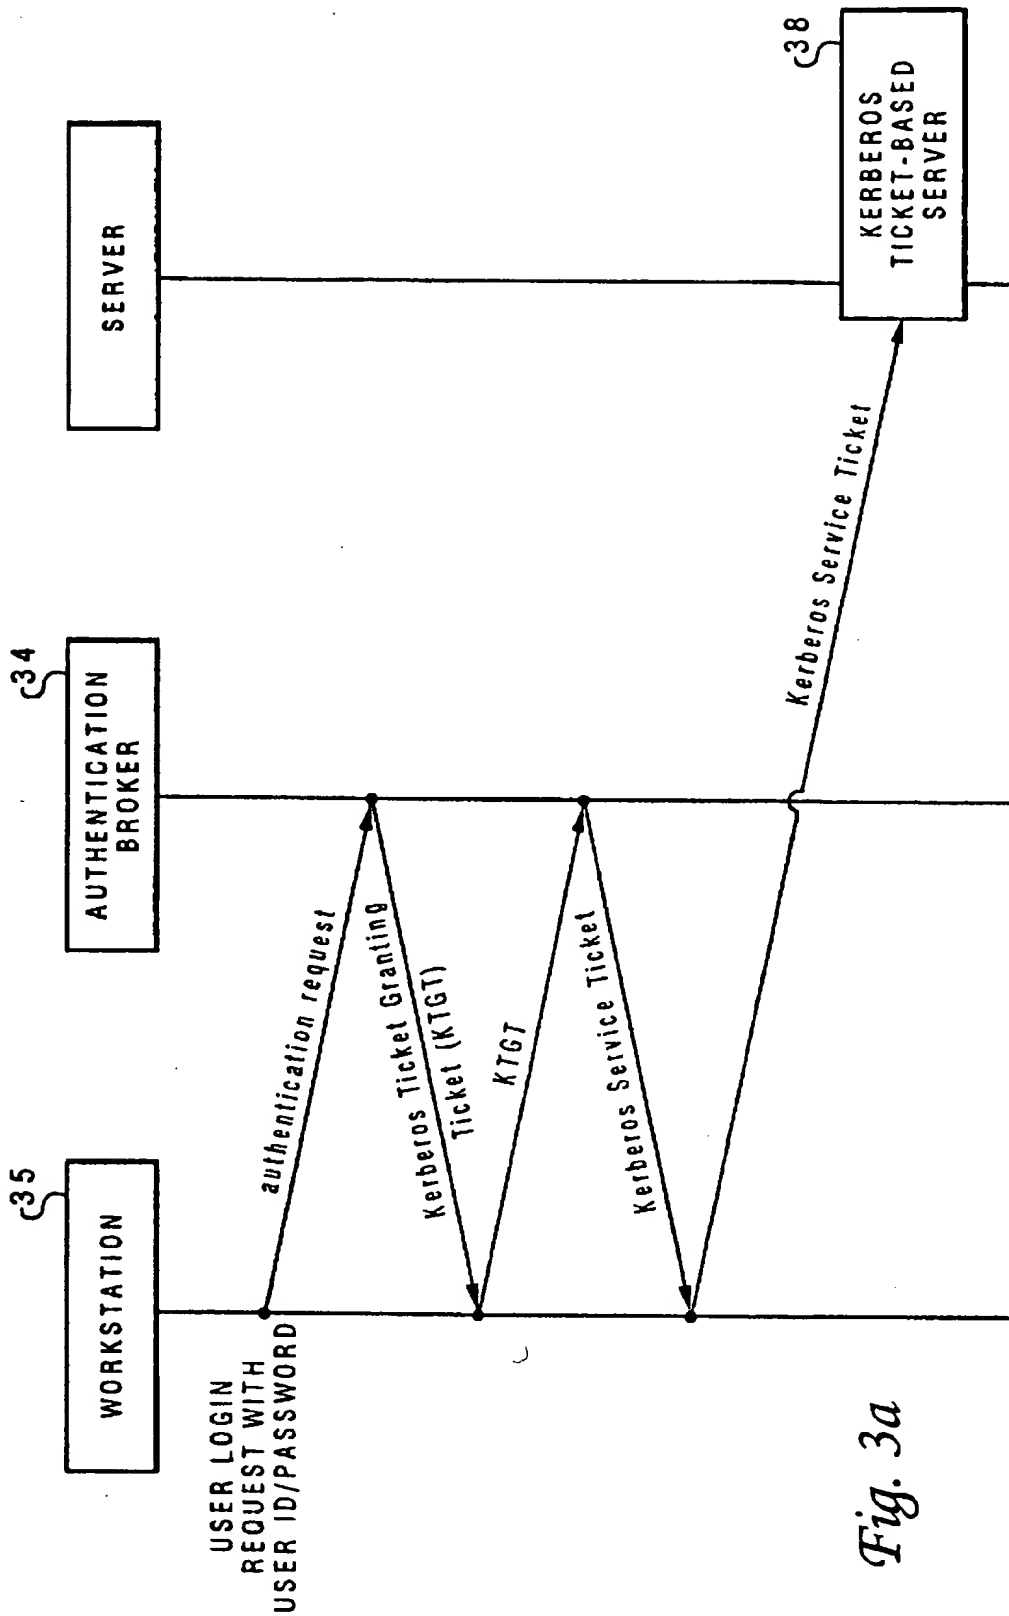 WORKSTATION
35
AUTHENTICATION
BROKER
34
SERVER
USER LOGIN
REQUEST WITH
USER ID/PASSWORD
authentication request
Kerberos Ticket Granting
Ticket (KTGT)
KTGT
Kerberos Service Ticket
Kerberos Service Ticket
KERBEROS
TICKET-BASED
SERVER
38
Fig. 3a